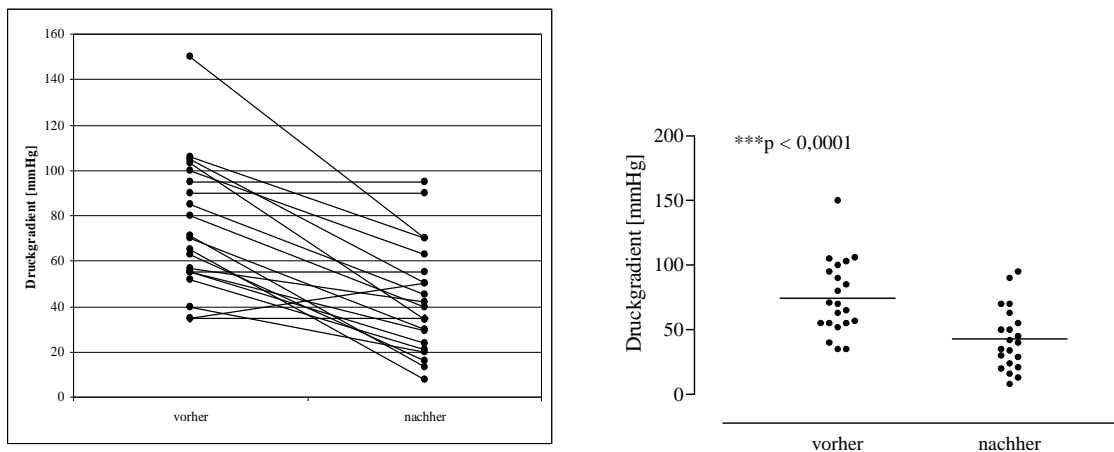 160
140
120
100
80
60
40
20
0
Druckgradient [mmHg]
vorher nachher
***p < 0,0001
200
150
100
50
0
Druckgradient [mmHg]
vorher nachher